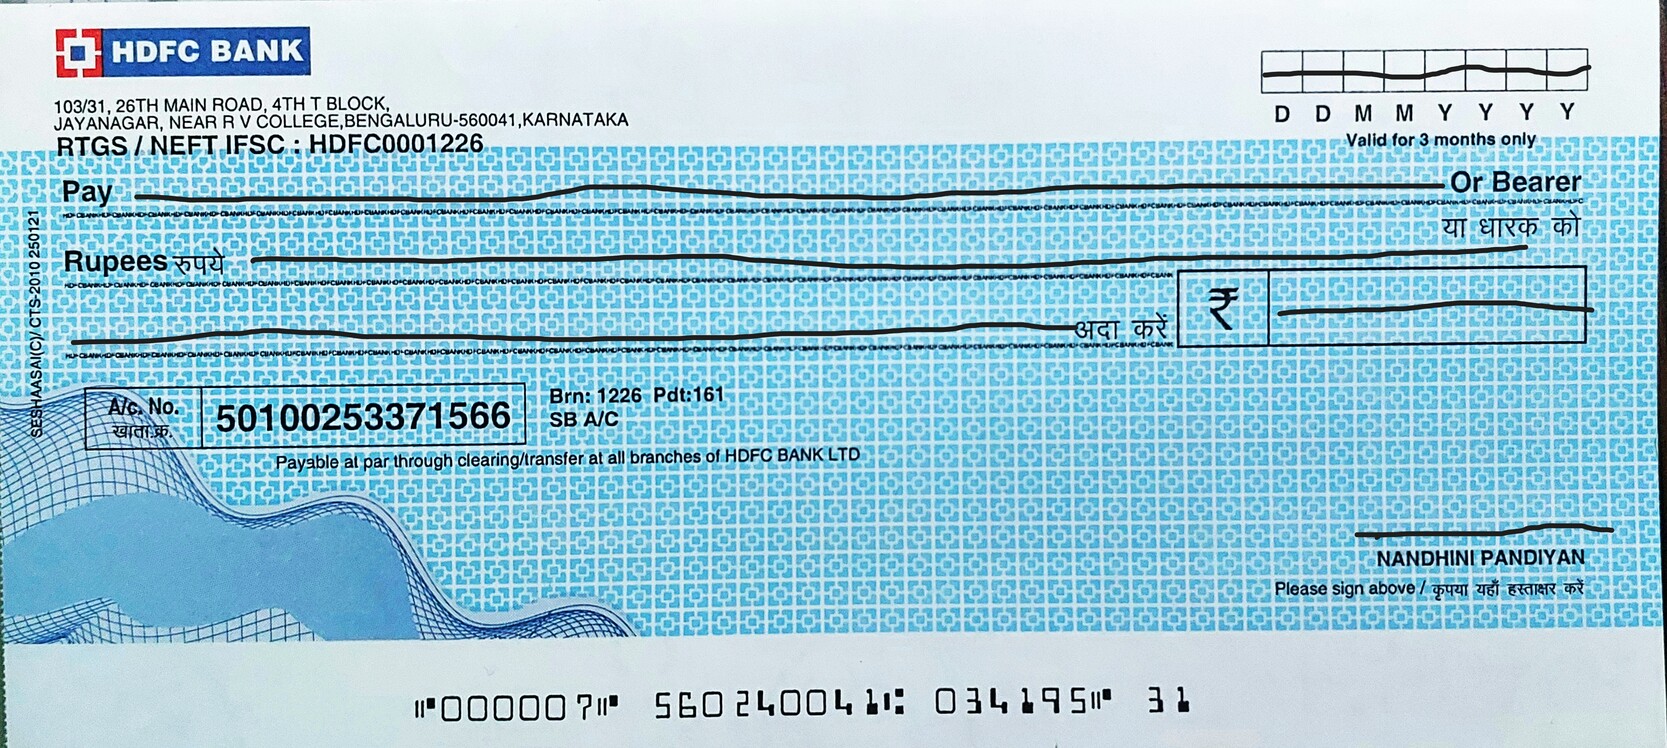 HDFC BANK
103/31, 26TH MAIN ROAD, 4TH T BLOCK,
JAYANAGAR, NEAR R V COLLEGE,BENGALURU-560041,KARNATAKA
RTGS / NEFT IFSC : HDFC0001226
D D M M Y Y Y Y
Valid for 3 months only
Pay Or Bearer
या धारक को
Rupees रुपये
अदा करें ₹
A/c. No. 50100253371566
खाता क्र.
Brn: 1226 Pdt:161
SB A/C
Payable at par through clearing/transfer at all branches of HDFC BANK LTD
NANDHINI PANDIYAN
Please sign above / कृपया यहाँ हस्ताक्षर करें
SESHAASAI(C)/ CTS-2010 250121
⑈000007⑈ 560240041⑆ 034195⑈ 31